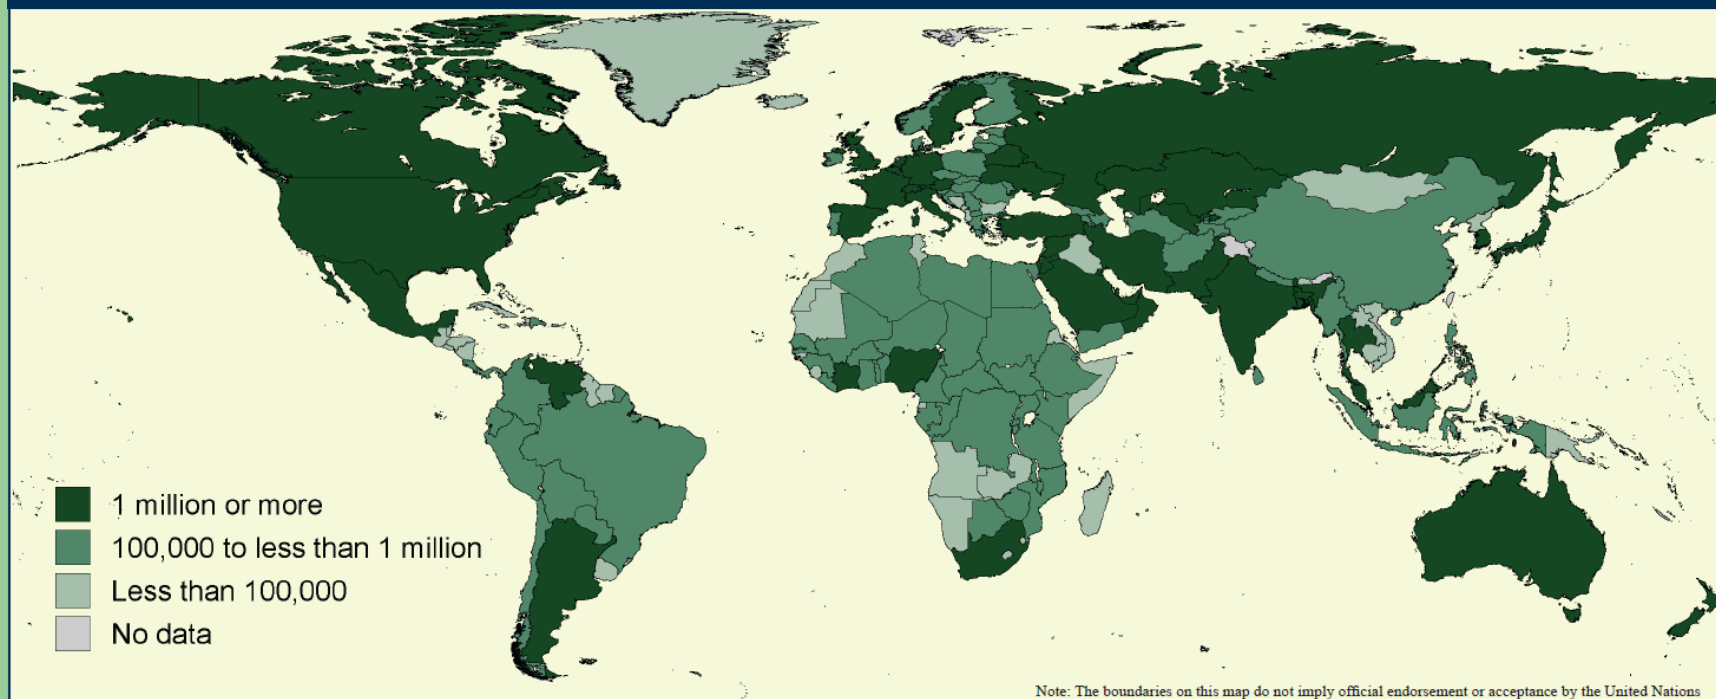 1 million or more
100,000 to less than 1 million
Less than 100,000
No data
Note: The boundaries on this map do not imply official endorsement or acceptance by the United Nations